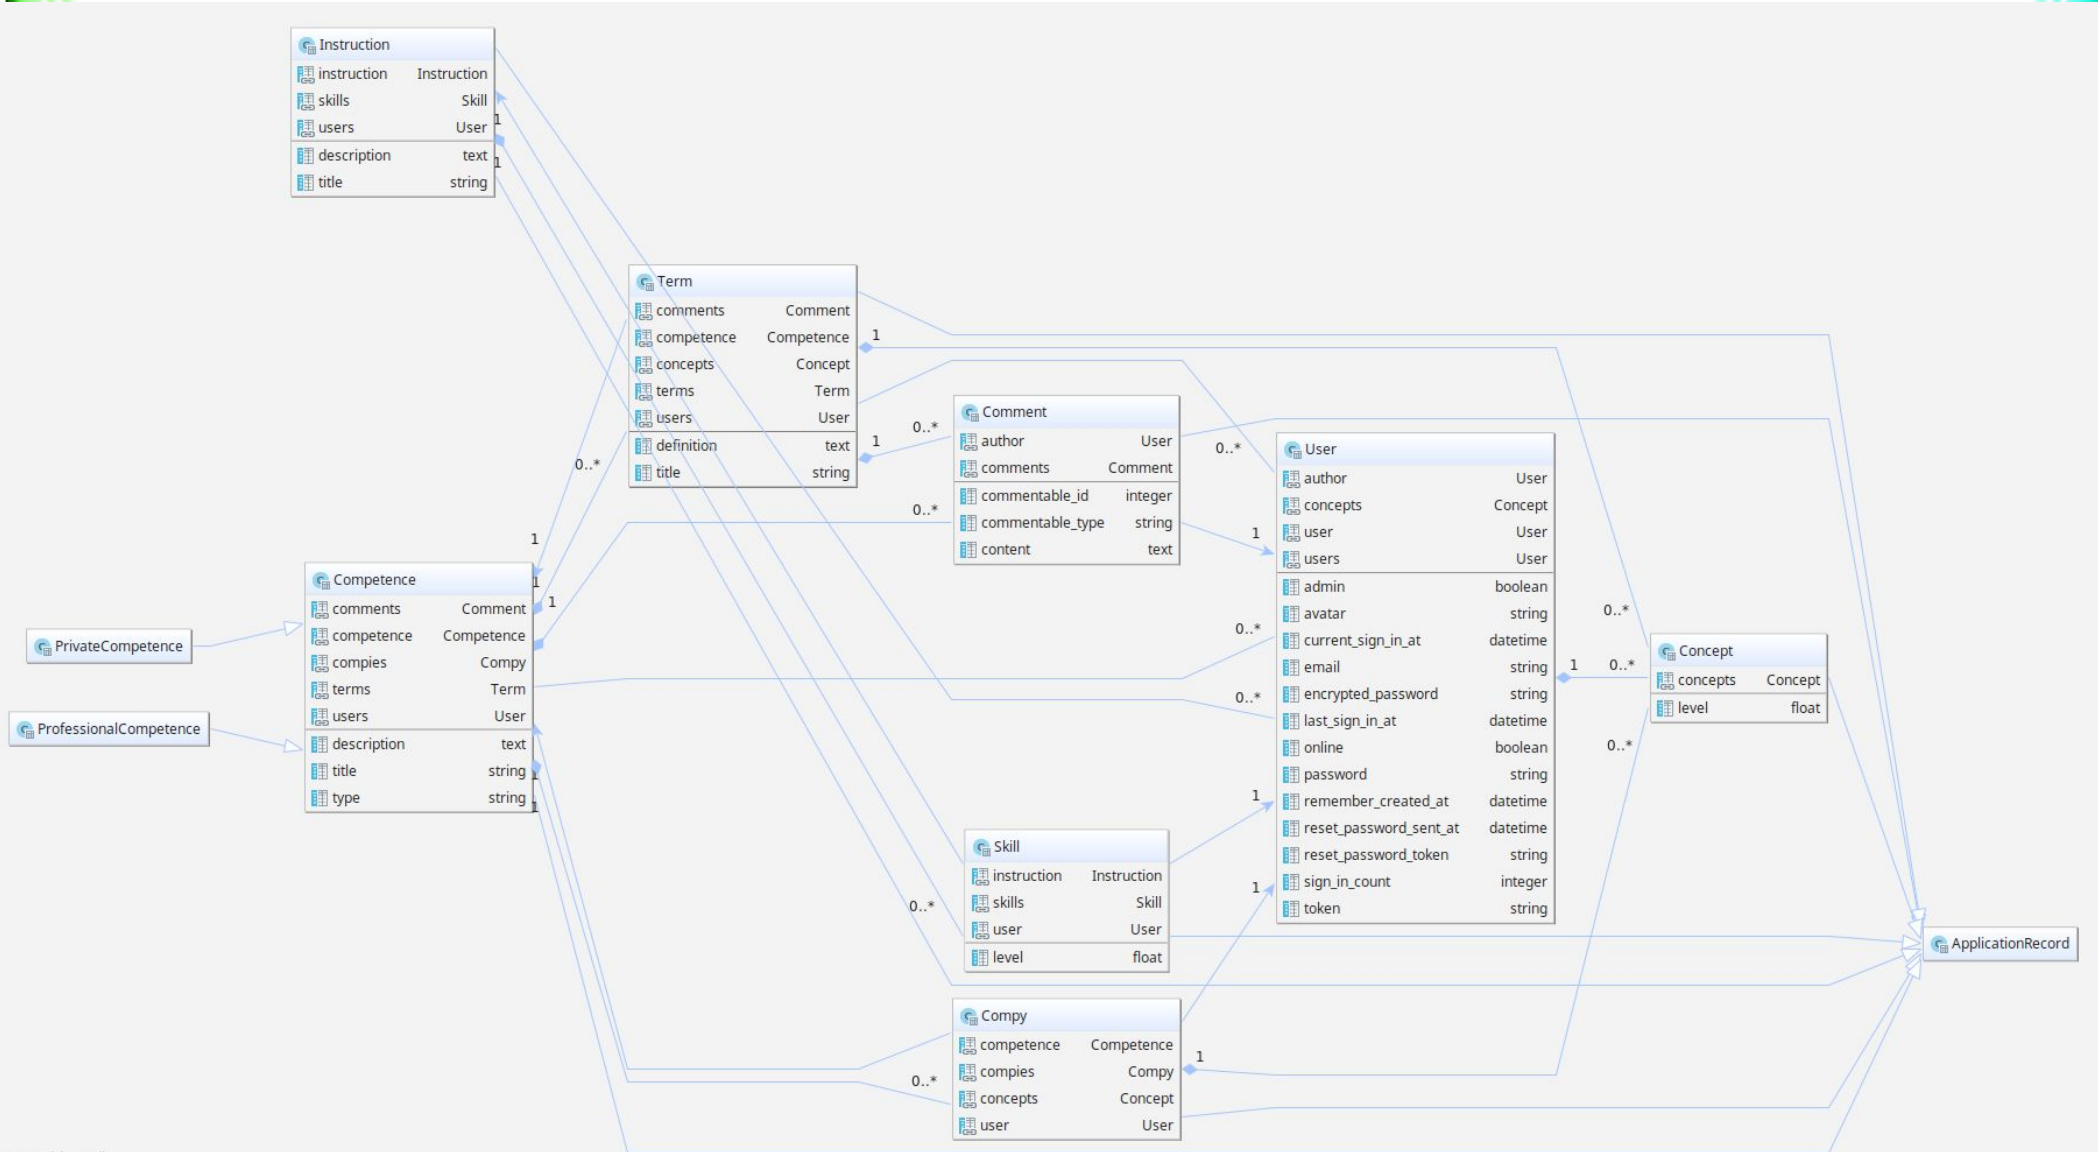 Instruction
instruction Instruction
skills Skill
users User
1
description text
1
title string
Term
comments Comment
competence Competence
concepts Concept
terms Term
users User
definition text
title string
1
1
0..*
0..*
Comment
author User
comments Comment
commentable_id integer
commentable_type string
content text
0..*
0..*
1
User
author User
concepts Concept
user User
users User
admin boolean
avatar string
current_sign_in_at datetime
email string
encrypted_password string
last_sign_in_at datetime
online boolean
password string
remember_created_at datetime
reset_password_sent_at datetime
reset_password_token string
sign_in_count integer
token string
1
1
1
Competence
comments Comment
competence Competence
compies Compy
terms Term
users User
description text
title string
type string
1
1
PrivateCompetence
ProfessionalCompetence
0..*
0..*
1
1
0..*
1 0..*
0..*
Concept
concepts Concept
level float
Skill
instruction Instruction
skills Skill
user User
level float
0..*
ApplicationRecord
Compy
competence Competence
compies Compy
concepts Concept
user User
0..*
1